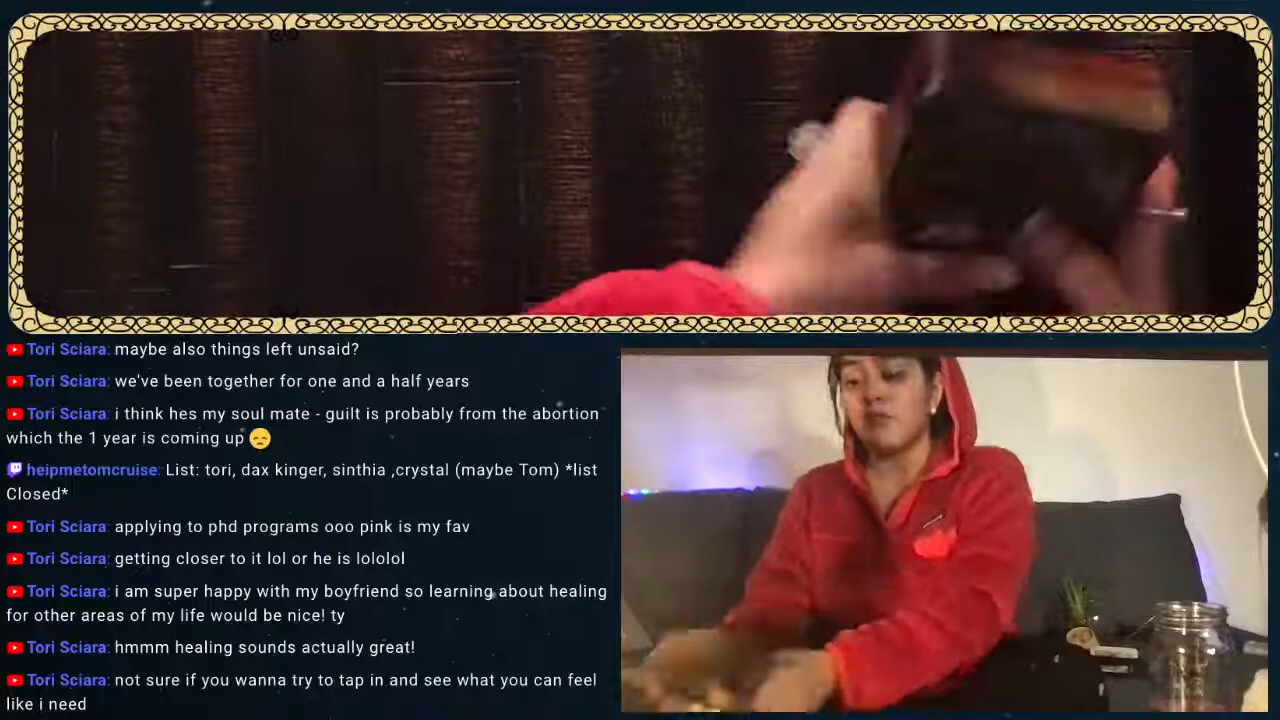 Tori Sciara: maybe also things left unsaid?
Tori Sciara: we've been together for one and a half years
Tori Sciara: i think hes my soul mate - guilt is probably from the abortion
which the 1 year is coming up 😞
heipmetomcruise: List: tori, dax kinger, sinthia ,crystal (maybe Tom) *list
Closed*
Tori Sciara: applying to phd programs ooo pink is my fav
Tori Sciara: getting closer to it lol or he is lololol
Tori Sciara: i am super happy with my boyfriend so learning about healing
for other areas of my life would be nice! ty
Tori Sciara: hmmm healing sounds actually great!
Tori Sciara: not sure if you wanna try to tap in and see what you can feel
like i need